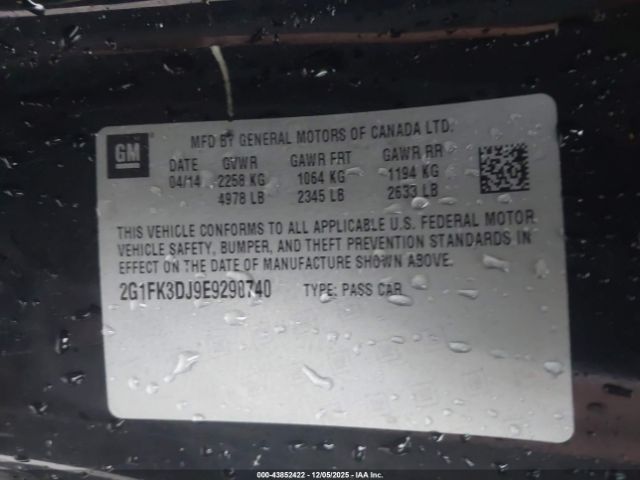 GM
MFD BY GENERAL MOTORS OF CANADA LTD.
DATE GVWR GAWR FRT GAWR RR
04/14 2258 KG 1064 KG 1194 KG
4978 LB 2345 LB 2633 LB
THIS VEHICLE CONFORMS TO ALL APPLICABLE U.S. FEDERAL MOTOR
VEHICLE SAFETY, BUMPER, AND THEFT PREVENTION STANDARDS IN
EFFECT ON THE DATE OF MANUFACTURE SHOWN ABOVE.
2G1FK3DJ9E9290740 TYPE: PASS CAR
© - 43852422 - 12/05/2025 - IAA Inc.